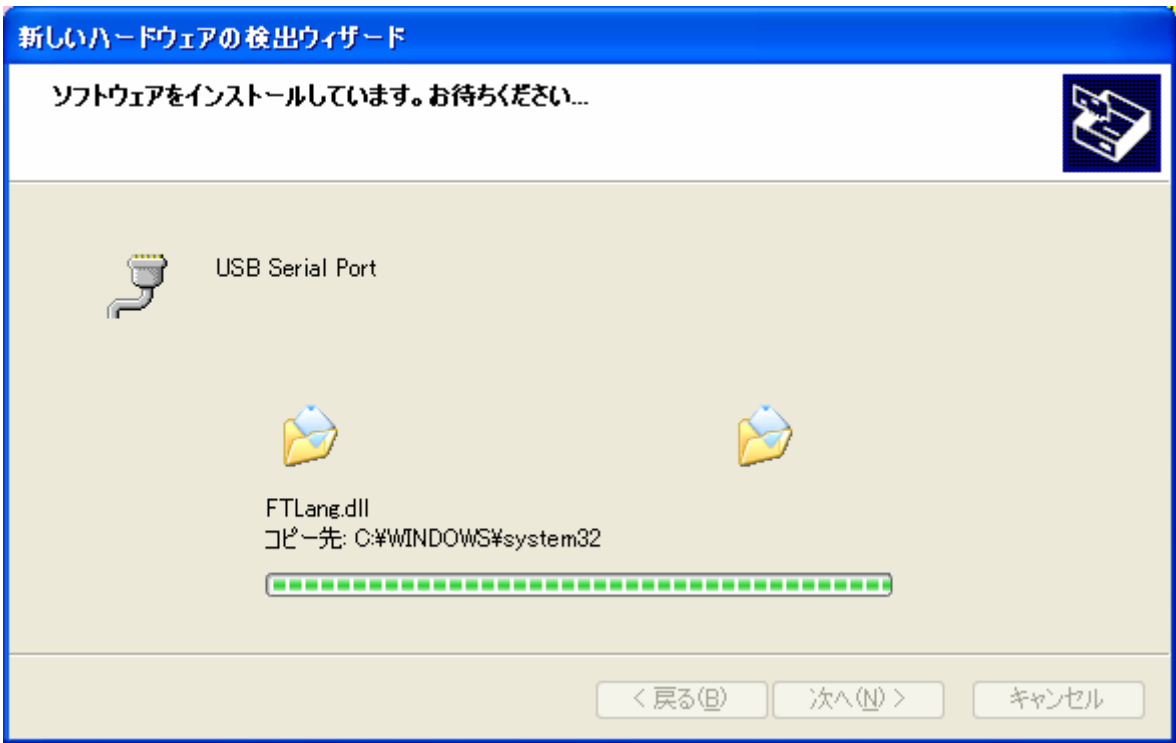 新しいハードウェアの検出ウィザード
ソフトウェアをインストールしています。お待ちください...
USB Serial Port
FTLang.dll
コピー先: C:¥WINDOWS¥system32
< 戻る(B)
次へ(N) >
キャンセル